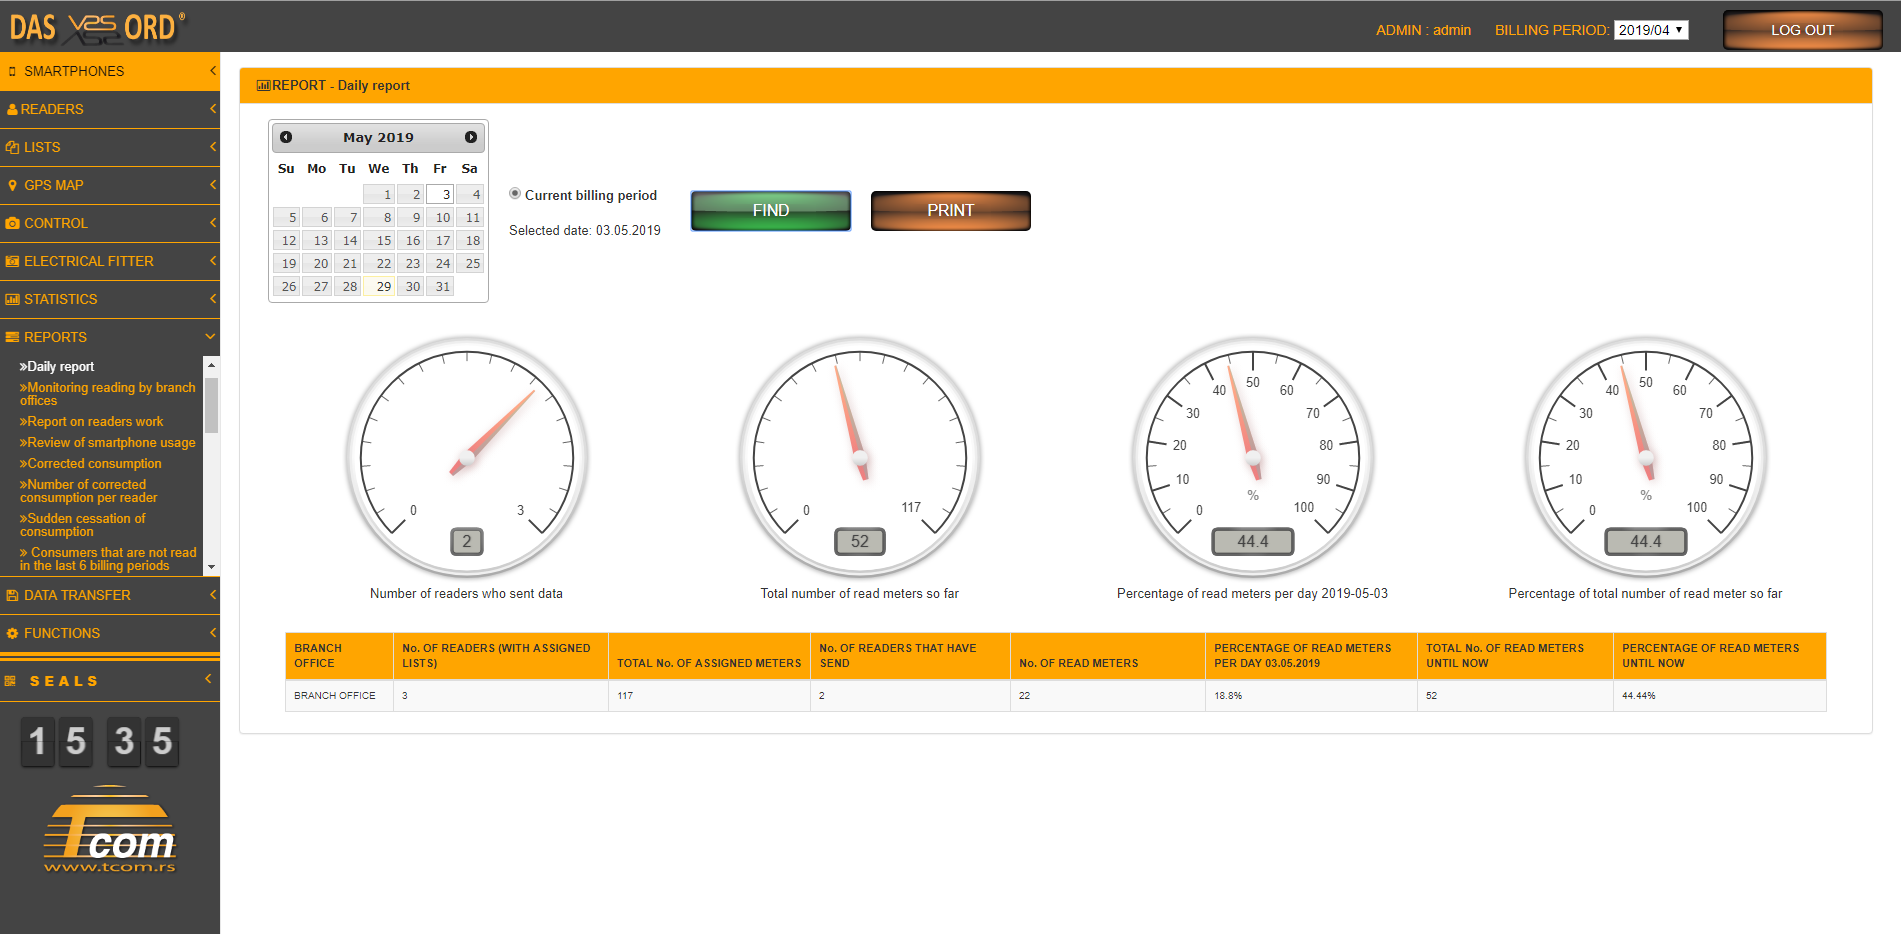 DAS ORD®
ADMIN : admin
BILLING PERIOD: 2019/04
LOG OUT
SMARTPHONES
READERS
LISTS
GPS MAP
CONTROL
ELECTRICAL FITTER
STATISTICS
REPORTS
»Daily report
»Monitoring reading by branch
offices
»Report on readers work
»Review of smartphone usage
»Corrected consumption
»Number of corrected
consumption per reader
»Sudden cessation of
consumption
» Consumers that are not read
in the last 6 billing periods
DATA TRANSFER
FUNCTIONS
SEALS
15 35
Tcom
www.tcom.rs
REPORT - Daily report
May 2019
Su Mo Tu We Th Fr Sa
1 2 3 4
5 6 7 8 9 10 11
12 13 14 15 16 17 18
19 20 21 22 23 24 25
26 27 28 29 30 31
Current billing period
Selected date: 03.05.2019
FIND
PRINT
0 3
2
Number of readers who sent data
0 117
52
Total number of read meters so far
0 10 20 30 40 50 60 70 80 90 100
%
44.4
Percentage of read meters per day 2019-05-03
0 10 20 30 40 50 60 70 80 90 100
%
44.4
Percentage of total number of read meter so far
BRANCH OFFICE
No. OF READERS (WITH ASSIGNED LISTS)
TOTAL No. OF ASSIGNED METERS
No. OF READERS THAT HAVE SEND
No. OF READ METERS
PERCENTAGE OF READ METERS PER DAY 03.05.2019
TOTAL No. OF READ METERS UNTIL NOW
PERCENTAGE OF READ METERS UNTIL NOW
BRANCH OFFICE 3 117 2 22 18.8% 52 44.44%